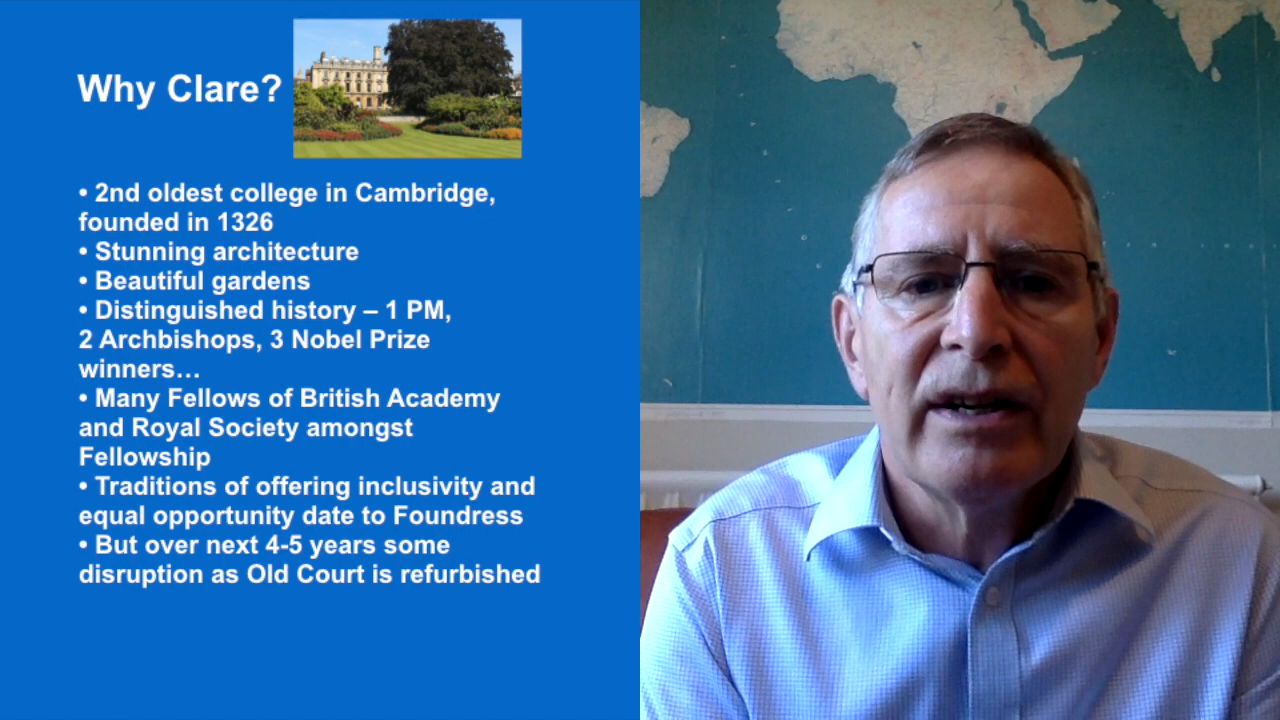 Why Clare?
• 2nd oldest college in Cambridge,
founded in 1326
• Stunning architecture
• Beautiful gardens
• Distinguished history – 1 PM,
2 Archbishops, 3 Nobel Prize
winners…
• Many Fellows of British Academy
and Royal Society amongst
Fellowship
• Traditions of offering inclusivity and
equal opportunity date to Foundress
• But over next 4-5 years some
disruption as Old Court is refurbished